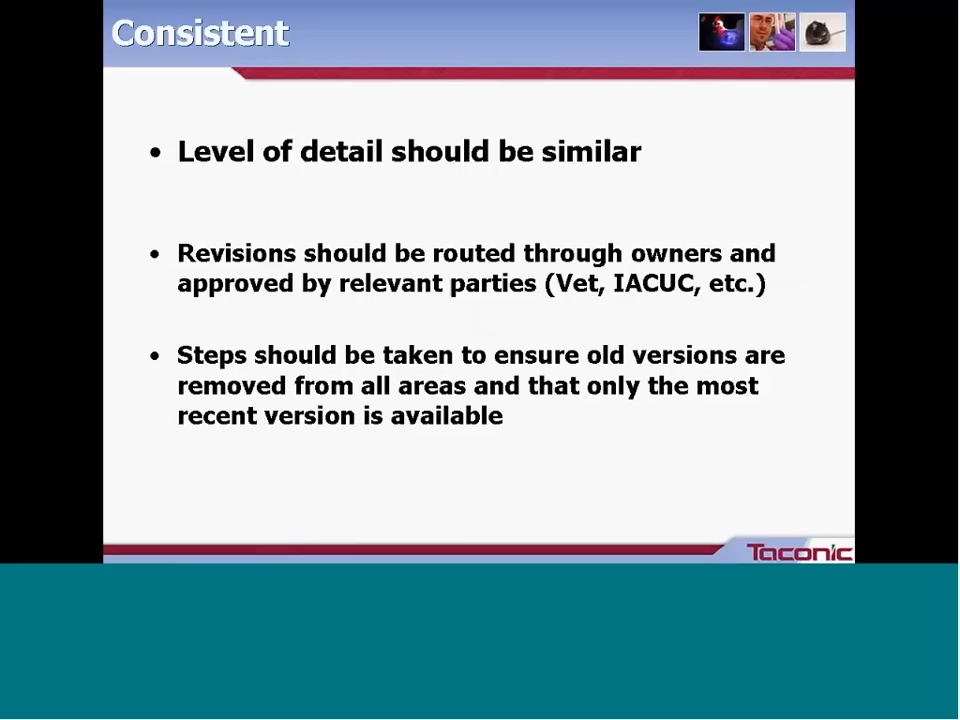 Consistent
• Level of detail should be similar
• Revisions should be routed through owners and
approved by relevant parties (Vet, IACUC, etc.)
• Steps should be taken to ensure old versions are
removed from all areas and that only the most
recent version is available
Taconic